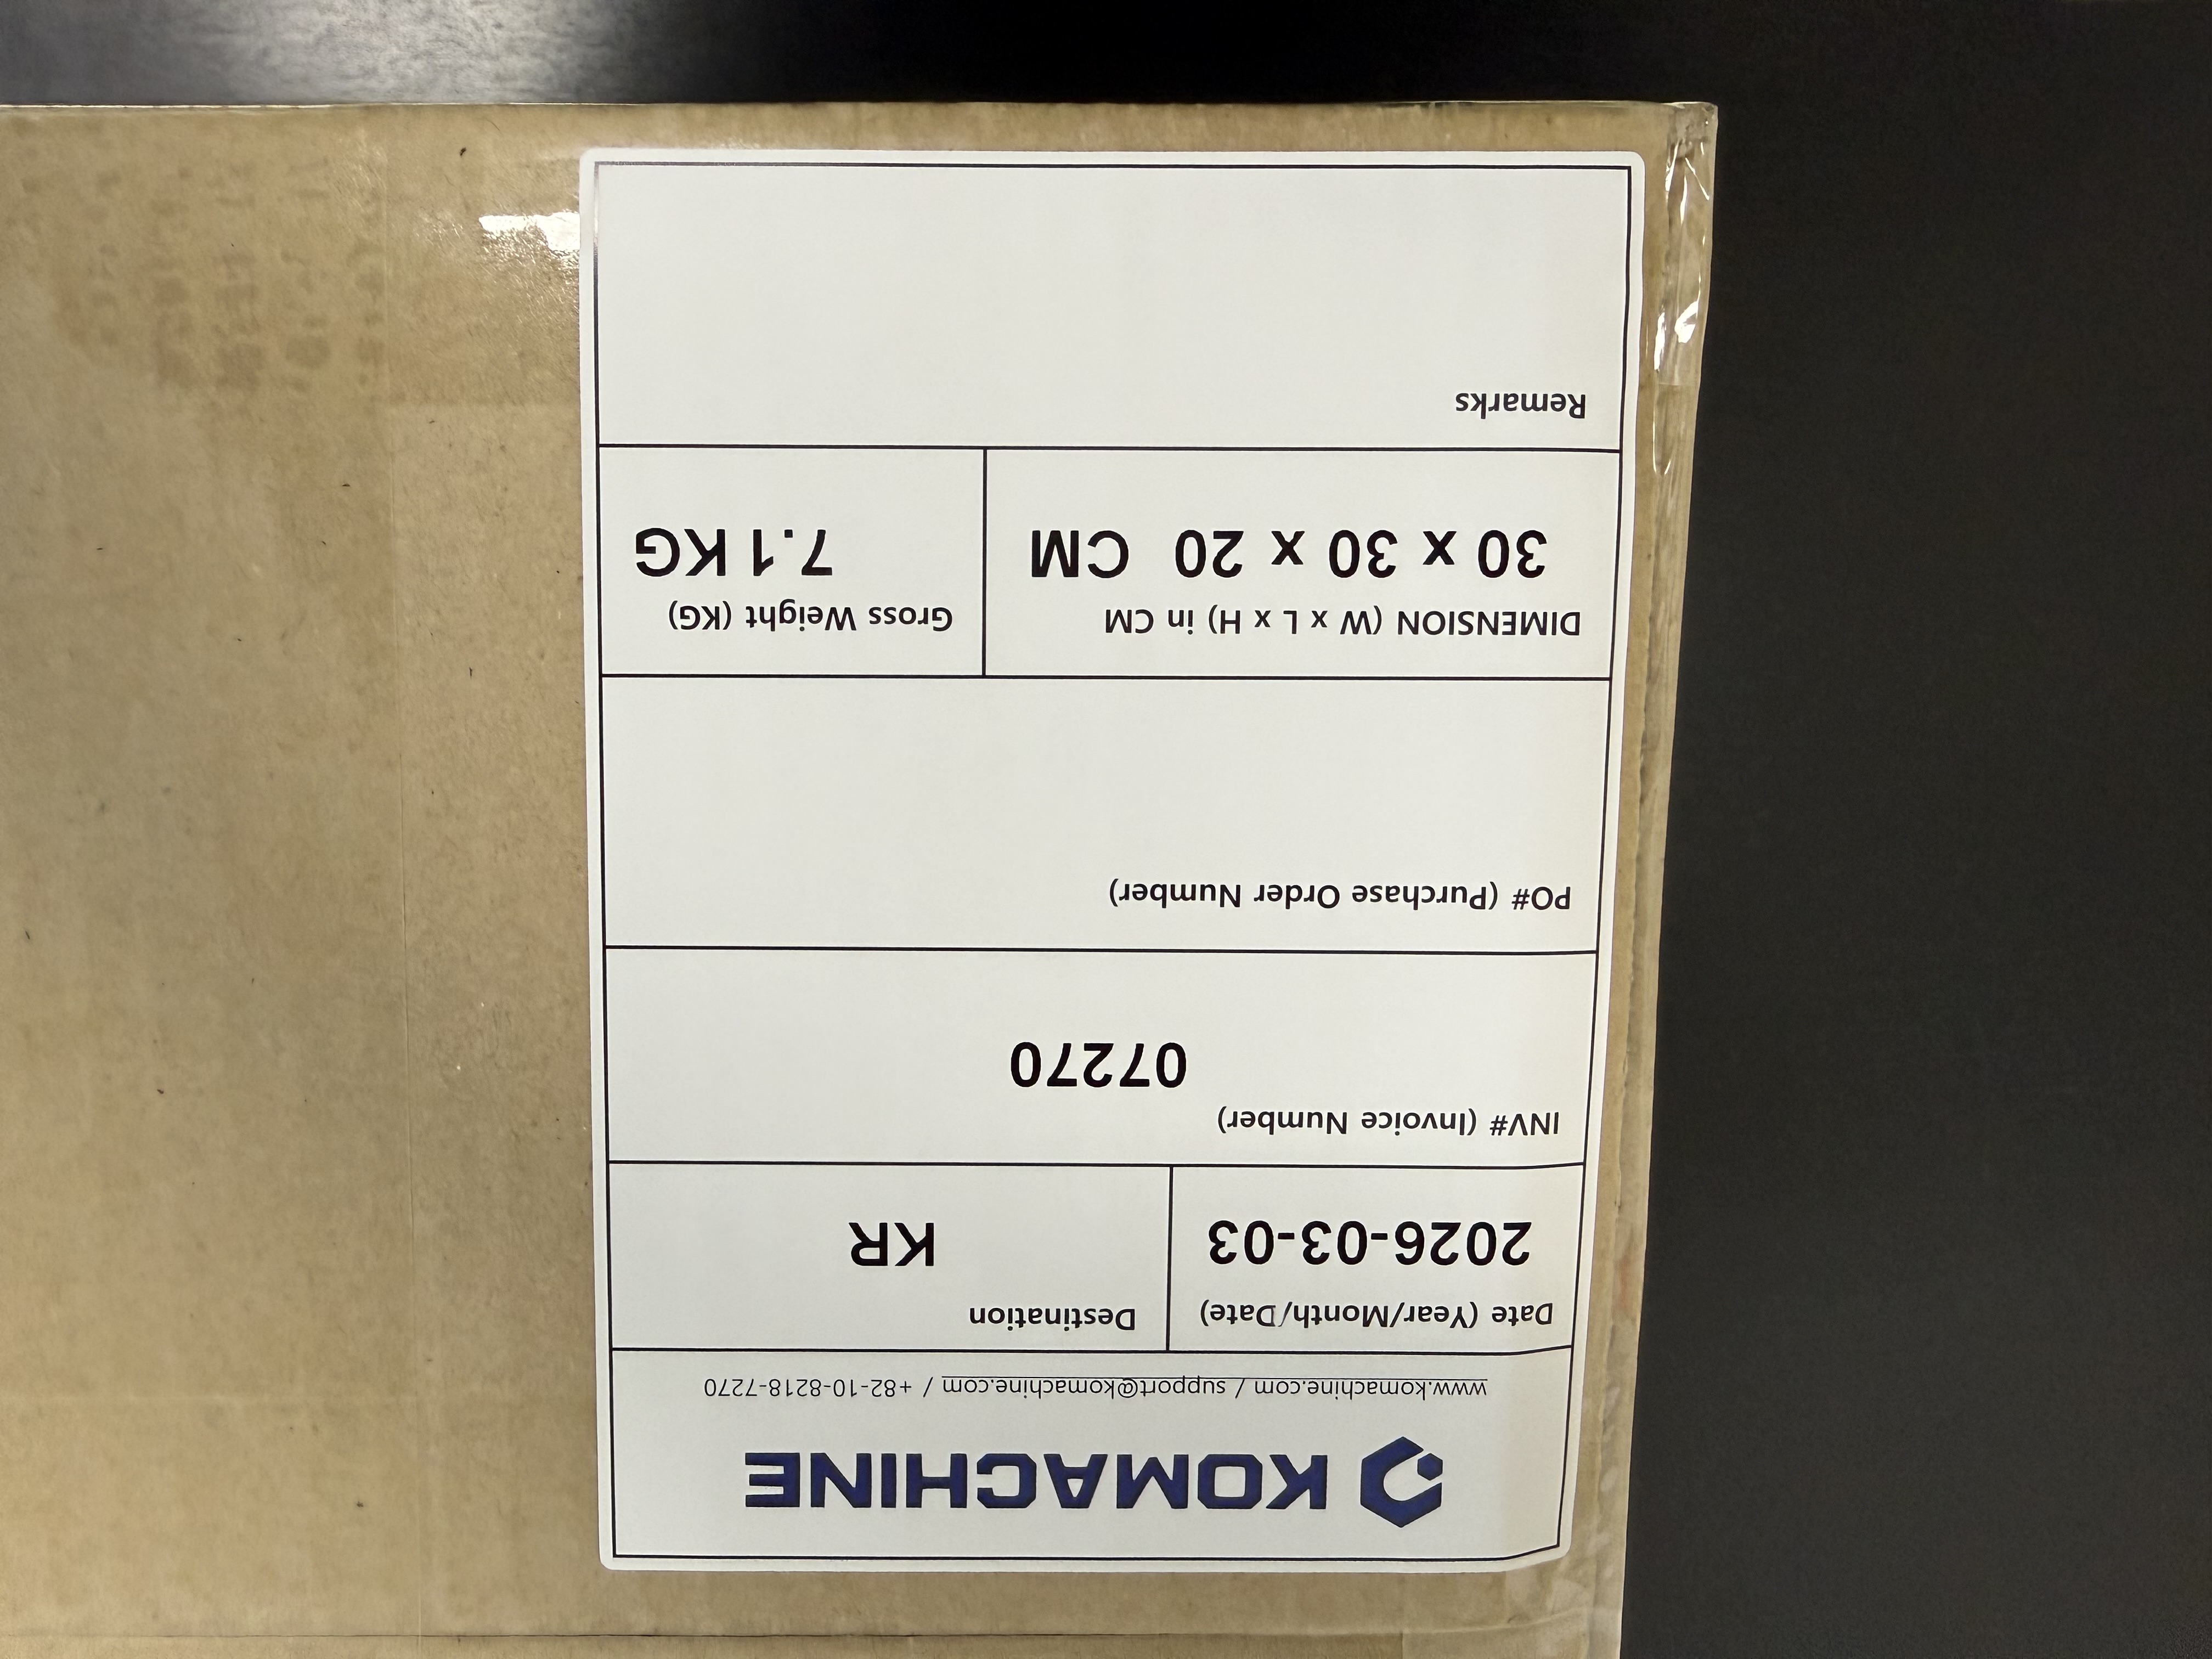 KOMACHINE
www.komachine.com / support@komachine.com / +82-10-8218-7270
Date (Year/Month/Date)
2026-03-03
Destination
KR
INV# (Invoice Number)
07270
PO# (Purchase Order Number)
DIMENSION (W x L x H) in CM
30 x 30 x 20 CM
Gross Weight (KG)
7.1 KG
Remarks